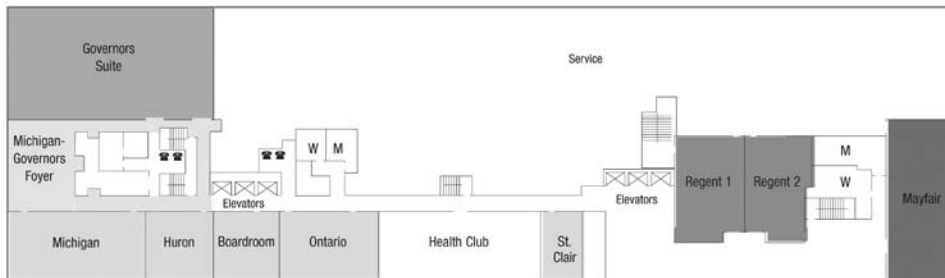 Governors
Suite
Service
Michigan-
Governors
Foyer
W
M
Elevators
Elevators
Regent 1
Regent 2
M
W
Mayfair
Michigan
Huron
Boardroom
Ontario
Health Club
St.
Clair